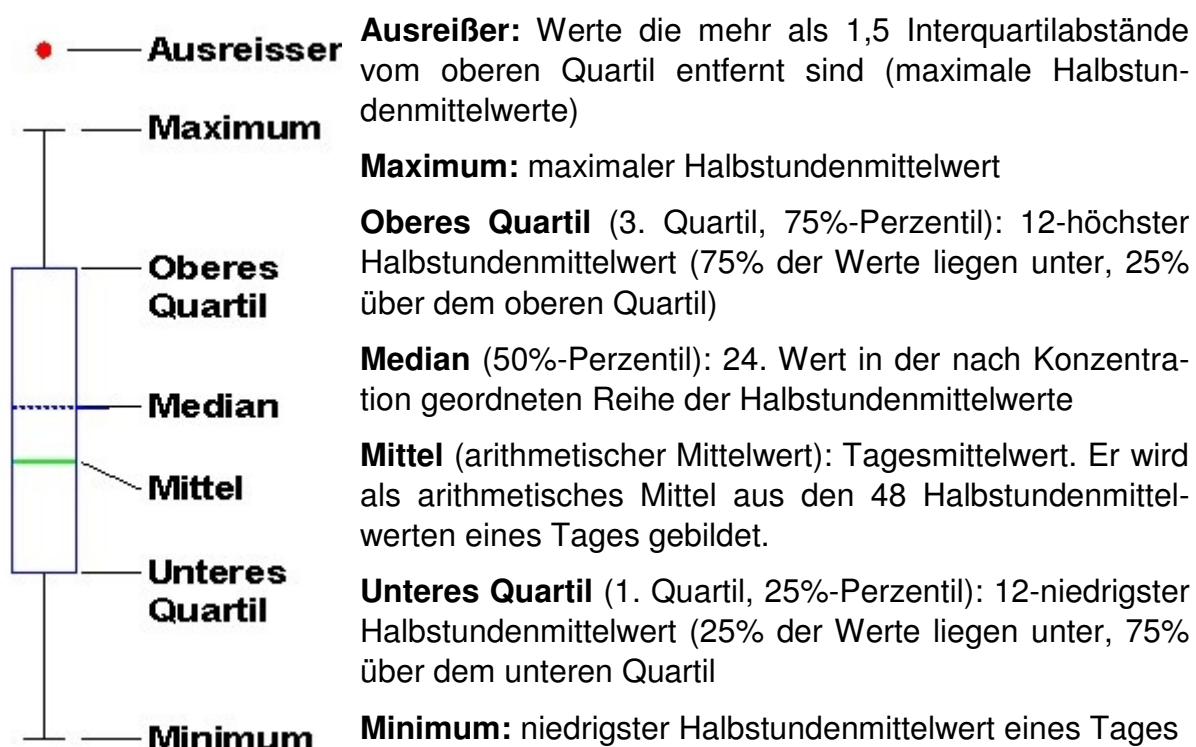 Ausreisser
Maximum
Oberes
Quartil
Median
Mittel
Unteres
Quartil
Minimum
Ausreißer: Werte die mehr als 1,5 Interquartilabstände
vom oberen Quartil entfernt sind (maximale Halbstun-
denmittelwerte)
Maximum: maximaler Halbstundenmittelwert
Oberes Quartil (3. Quartil, 75%-Perzentil): 12-höchster
Halbstundenmittelwert (75% der Werte liegen unter, 25%
über dem oberen Quartil)
Median (50%-Perzentil): 24. Wert in der nach Konzentra-
tion geordneten Reihe der Halbstundenmittelwerte
Mittel (arithmetischer Mittelwert): Tagesmittelwert. Er wird
als arithmetisches Mittel aus den 48 Halbstundenmittel-
werten eines Tages gebildet.
Unteres Quartil (1. Quartil, 25%-Perzentil): 12-niedrigster
Halbstundenmittelwert (25% der Werte liegen unter, 75%
über dem unteren Quartil
Minimum: niedrigster Halbstundenmittelwert eines Tages